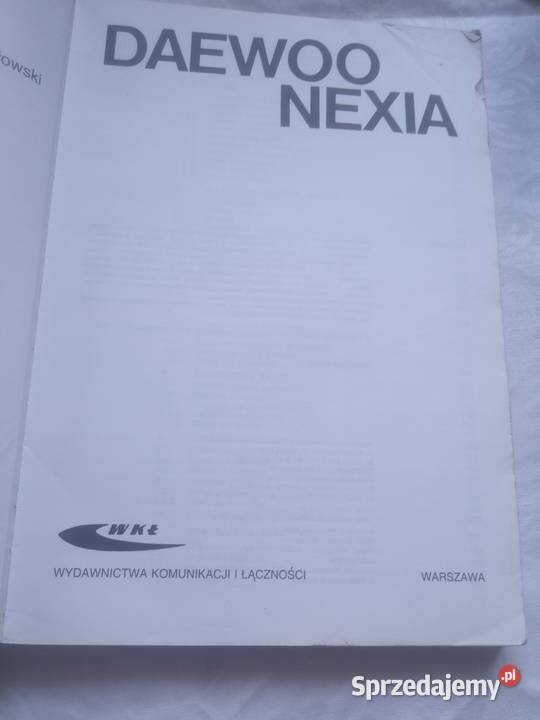 DAEWOO
NEXIA
WKŁ
WYDAWNICTWA KOMUNIKACJI I ŁĄCZNOŚCI
WARSZAWA
Sprzedajemy.pl